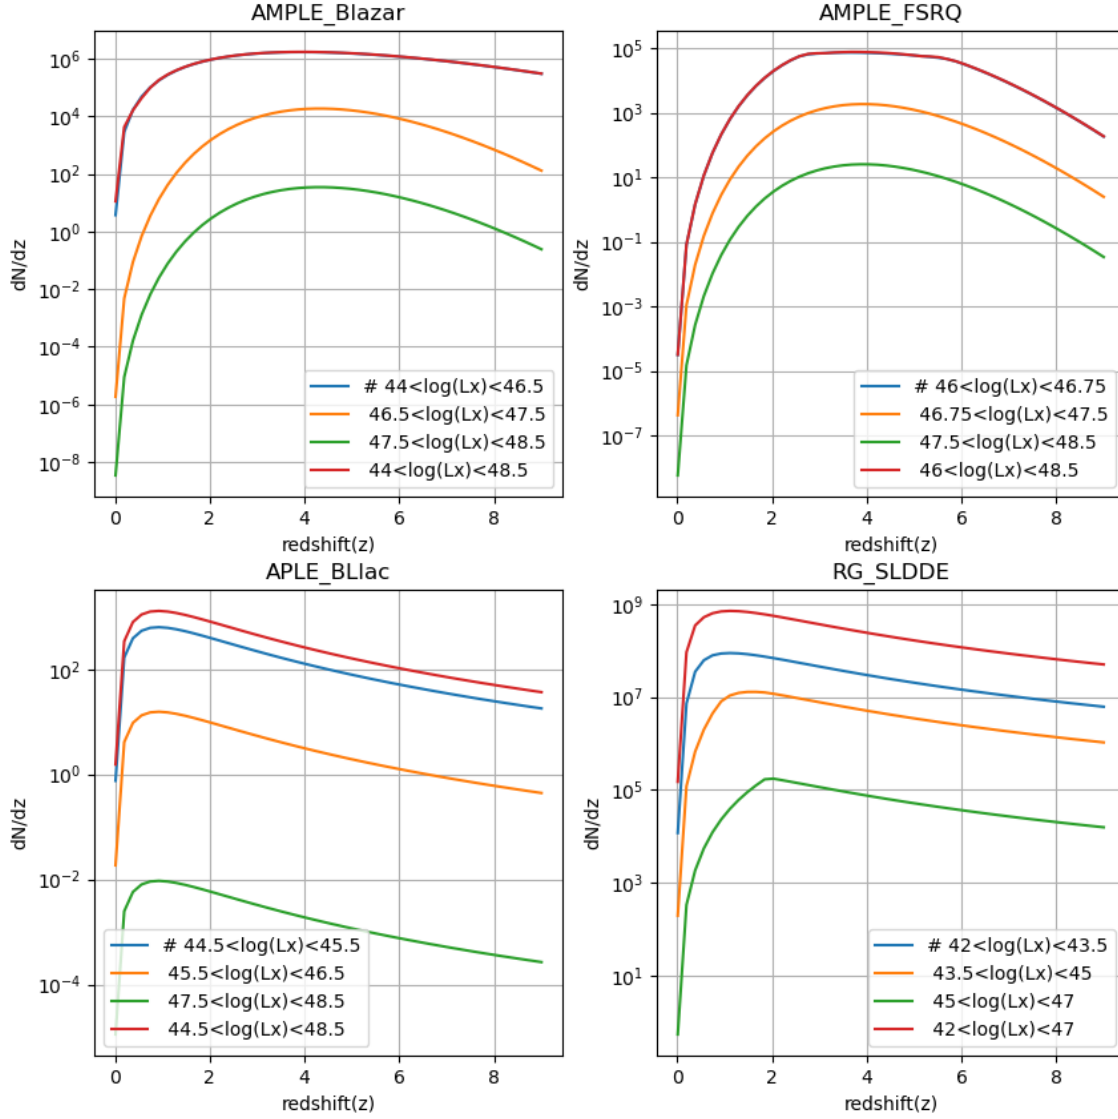 AMPLE_Blazar
10^6
10^4
10^2
10^0
10^-2
10^-4
10^-6
10^-8
dN/dz
# 44<log(Lx)<46.5
46.5<log(Lx)<47.5
47.5<log(Lx)<48.5
44<log(Lx)<48.5
0 2 4 6 8
redshift(z)
AMPLE_FSRQ
10^5
10^3
10^1
10^-1
10^-3
10^-5
10^-7
dN/dz
# 46<log(Lx)<46.75
46.75<log(Lx)<47.5
47.5<log(Lx)<48.5
46<log(Lx)<48.5
0 2 4 6 8
redshift(z)
APLE_BLlac
10^2
10^0
10^-2
10^-4
dN/dz
# 44.5<log(Lx)<45.5
45.5<log(Lx)<46.5
47.5<log(Lx)<48.5
44.5<log(Lx)<48.5
0 2 4 6 8
redshift(z)
RG_SLDDE
10^9
10^7
10^5
10^3
10^1
dN/dz
# 42<log(Lx)<43.5
43.5<log(Lx)<45
45<log(Lx)<47
42<log(Lx)<47
0 2 4 6 8
redshift(z)